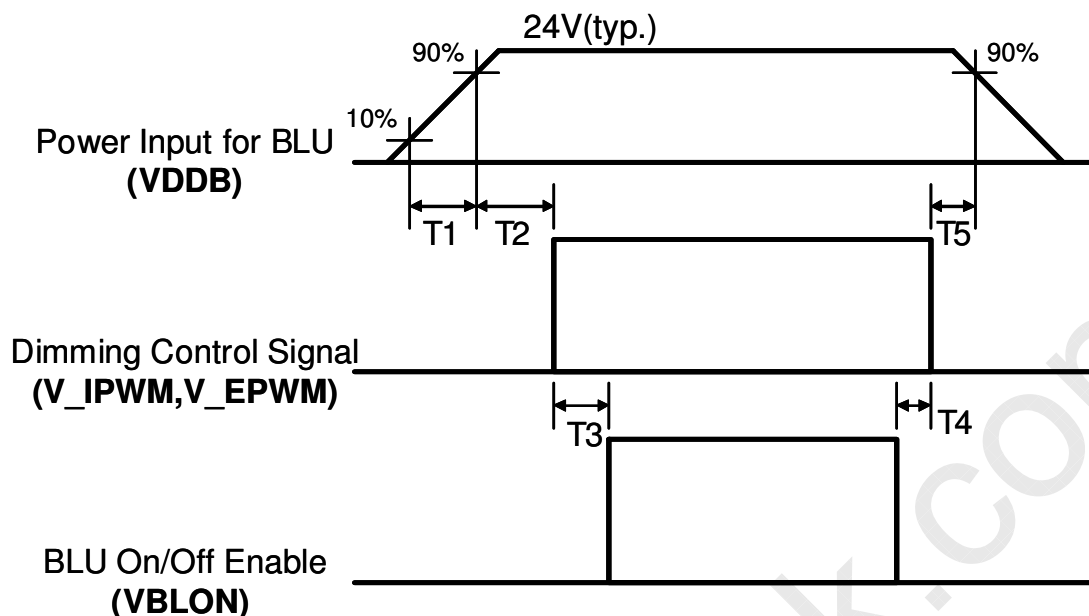 24V(typ.)
90%
90%
10%
Power Input for BLU
(VDDB)
T1
T2
T5
Dimming Control Signal
(V_IPWM,V_EPWM)
T3
T4
BLU On/Off Enable
(VBLON)
k.com